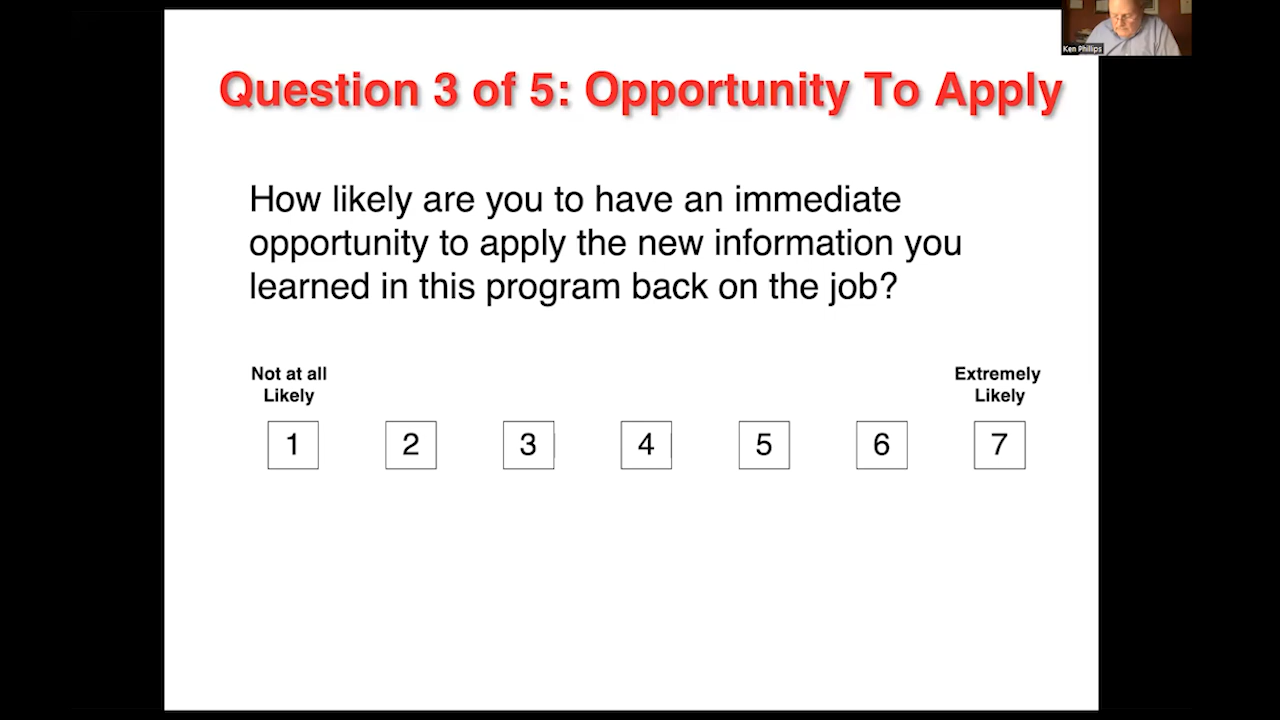 Ken Phillips
Question 3 of 5: Opportunity To Apply
How likely are you to have an immediate
opportunity to apply the new information you
learned in this program back on the job?
Not at all
Likely
Extremely
Likely
1 2 3 4 5 6 7